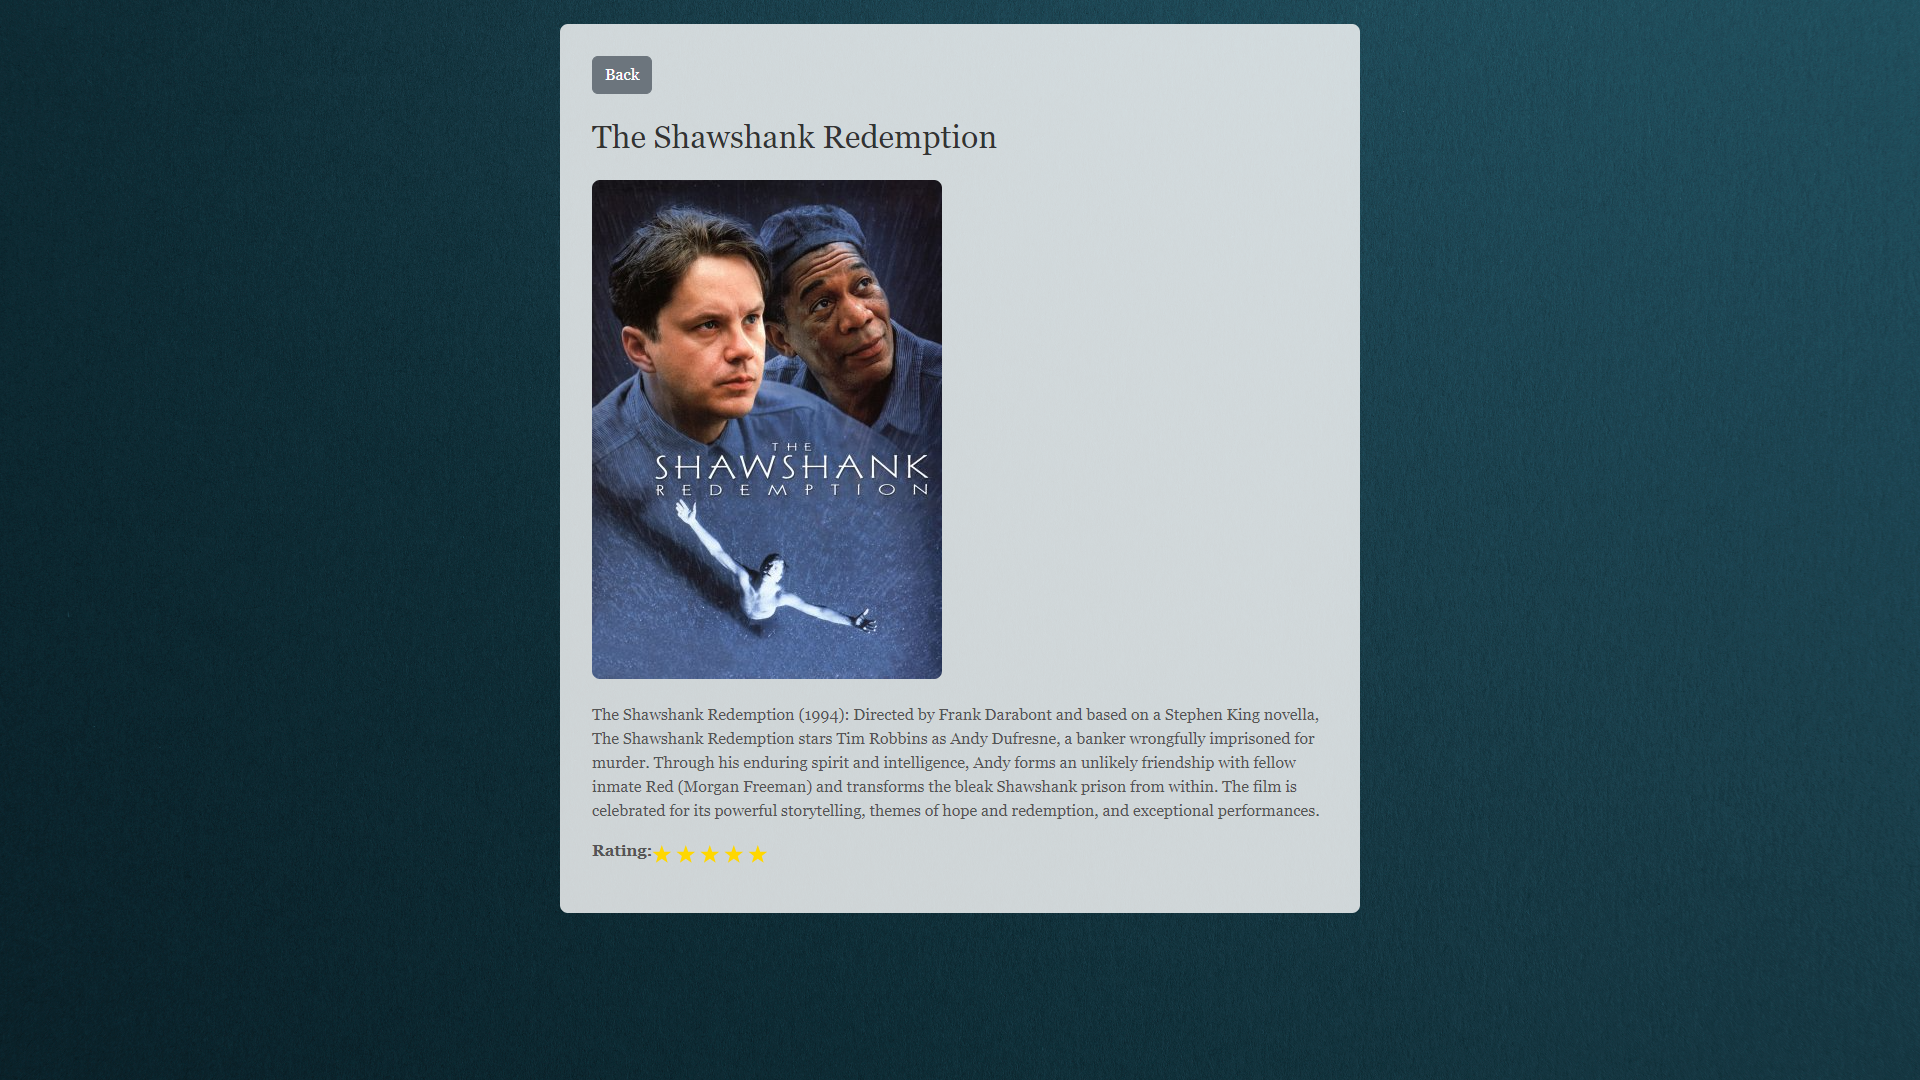 Back
The Shawshank Redemption
THE
SHAWSHANK
REDEMPTION
The Shawshank Redemption (1994): Directed by Frank Darabont and based on a Stephen King novella,
The Shawshank Redemption stars Tim Robbins as Andy Dufresne, a banker wrongfully imprisoned for
murder. Through his enduring spirit and intelligence, Andy forms an unlikely friendship with fellow
inmate Red (Morgan Freeman) and transforms the bleak Shawshank prison from within. The film is
celebrated for its powerful storytelling, themes of hope and redemption, and exceptional performances.
Rating: